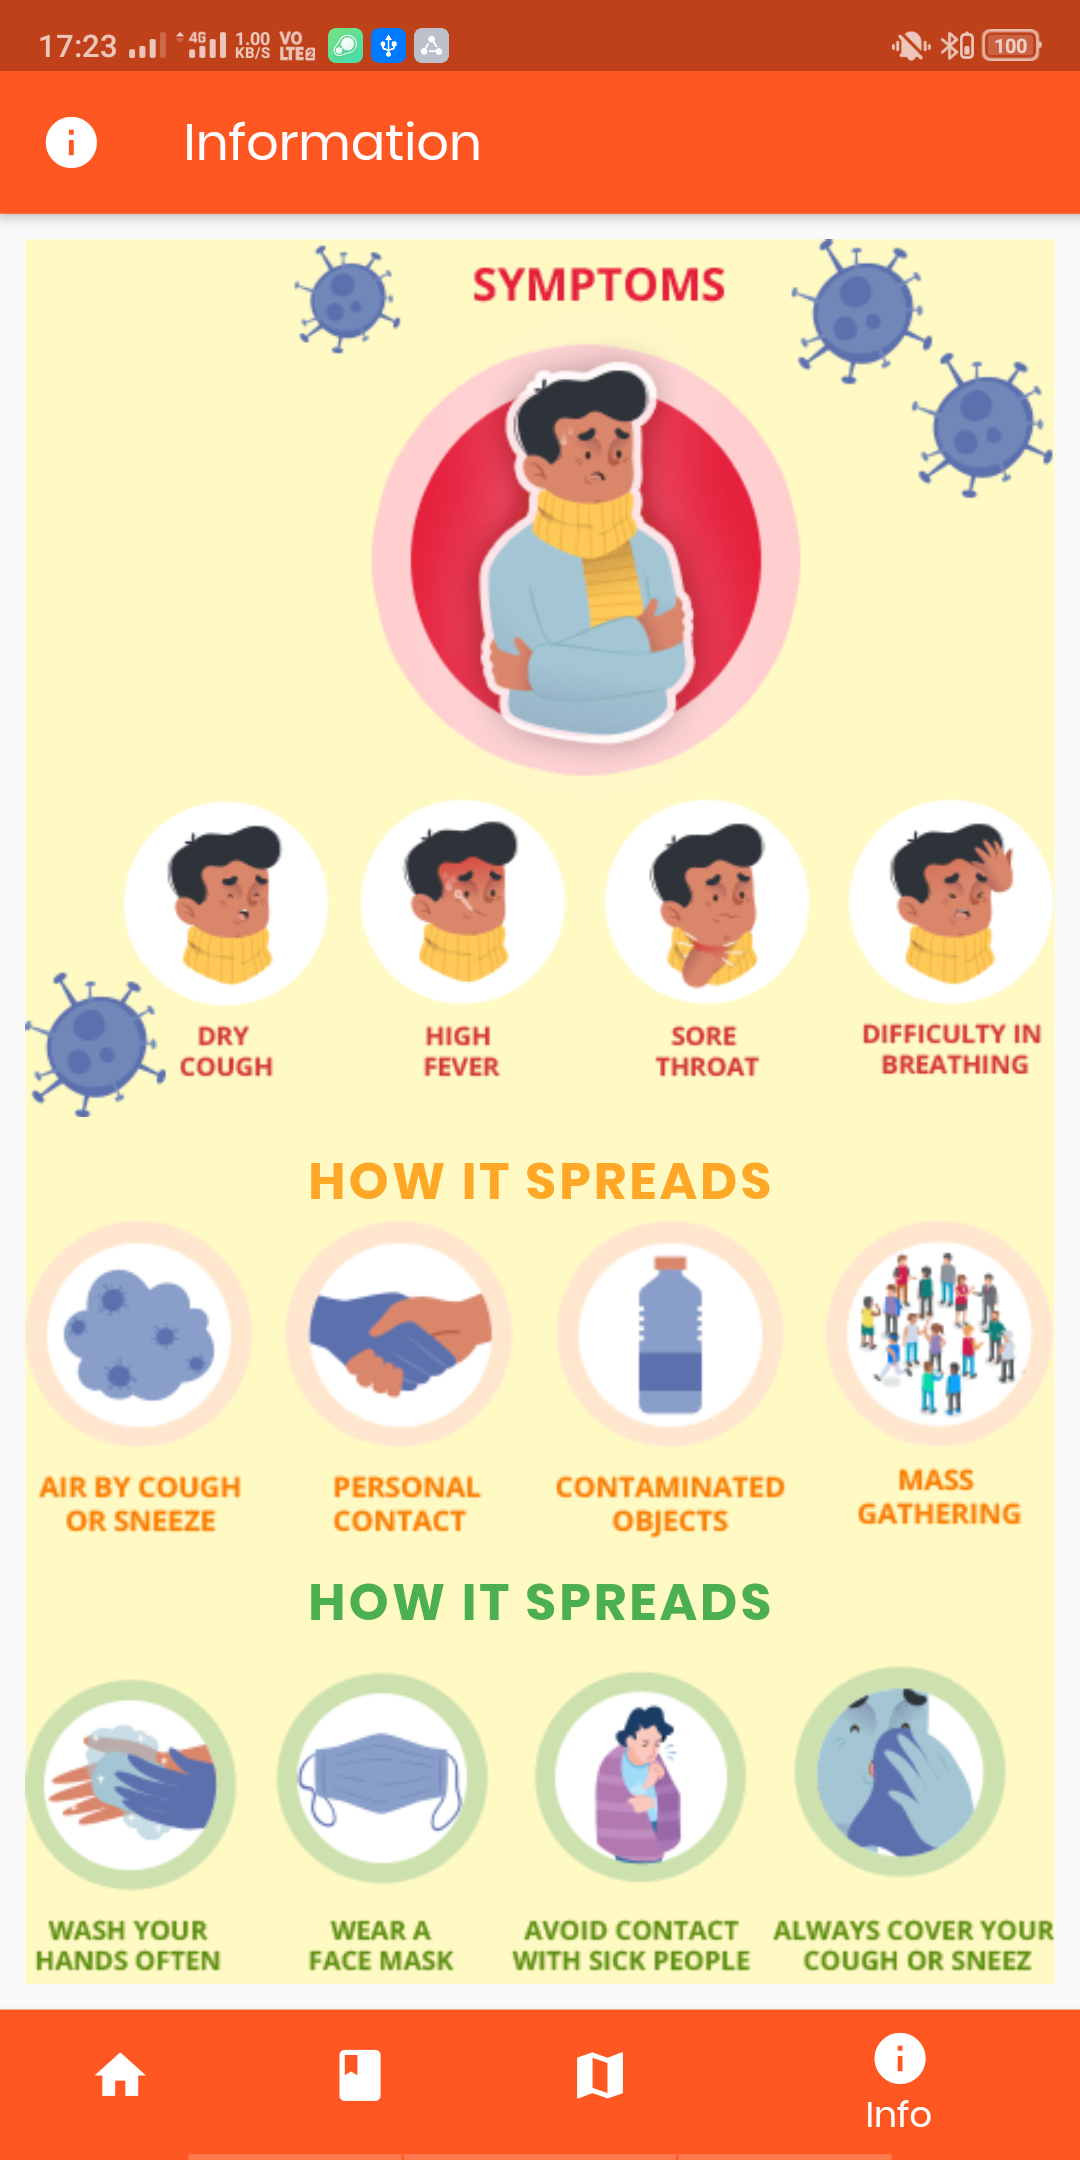 17:23 4G 1.00 KB/S VO LTE2 100
Information
SYMPTOMS
DRY COUGH
HIGH FEVER
SORE THROAT
DIFFICULTY IN BREATHING
HOW IT SPREADS
AIR BY COUGH OR SNEEZE
PERSONAL CONTACT
CONTAMINATED OBJECTS
MASS GATHERING
HOW IT SPREADS
WASH YOUR HANDS OFTEN
WEAR A FACE MASK
AVOID CONTACT WITH SICK PEOPLE
ALWAYS COVER YOUR COUGH OR SNEEZ
Info